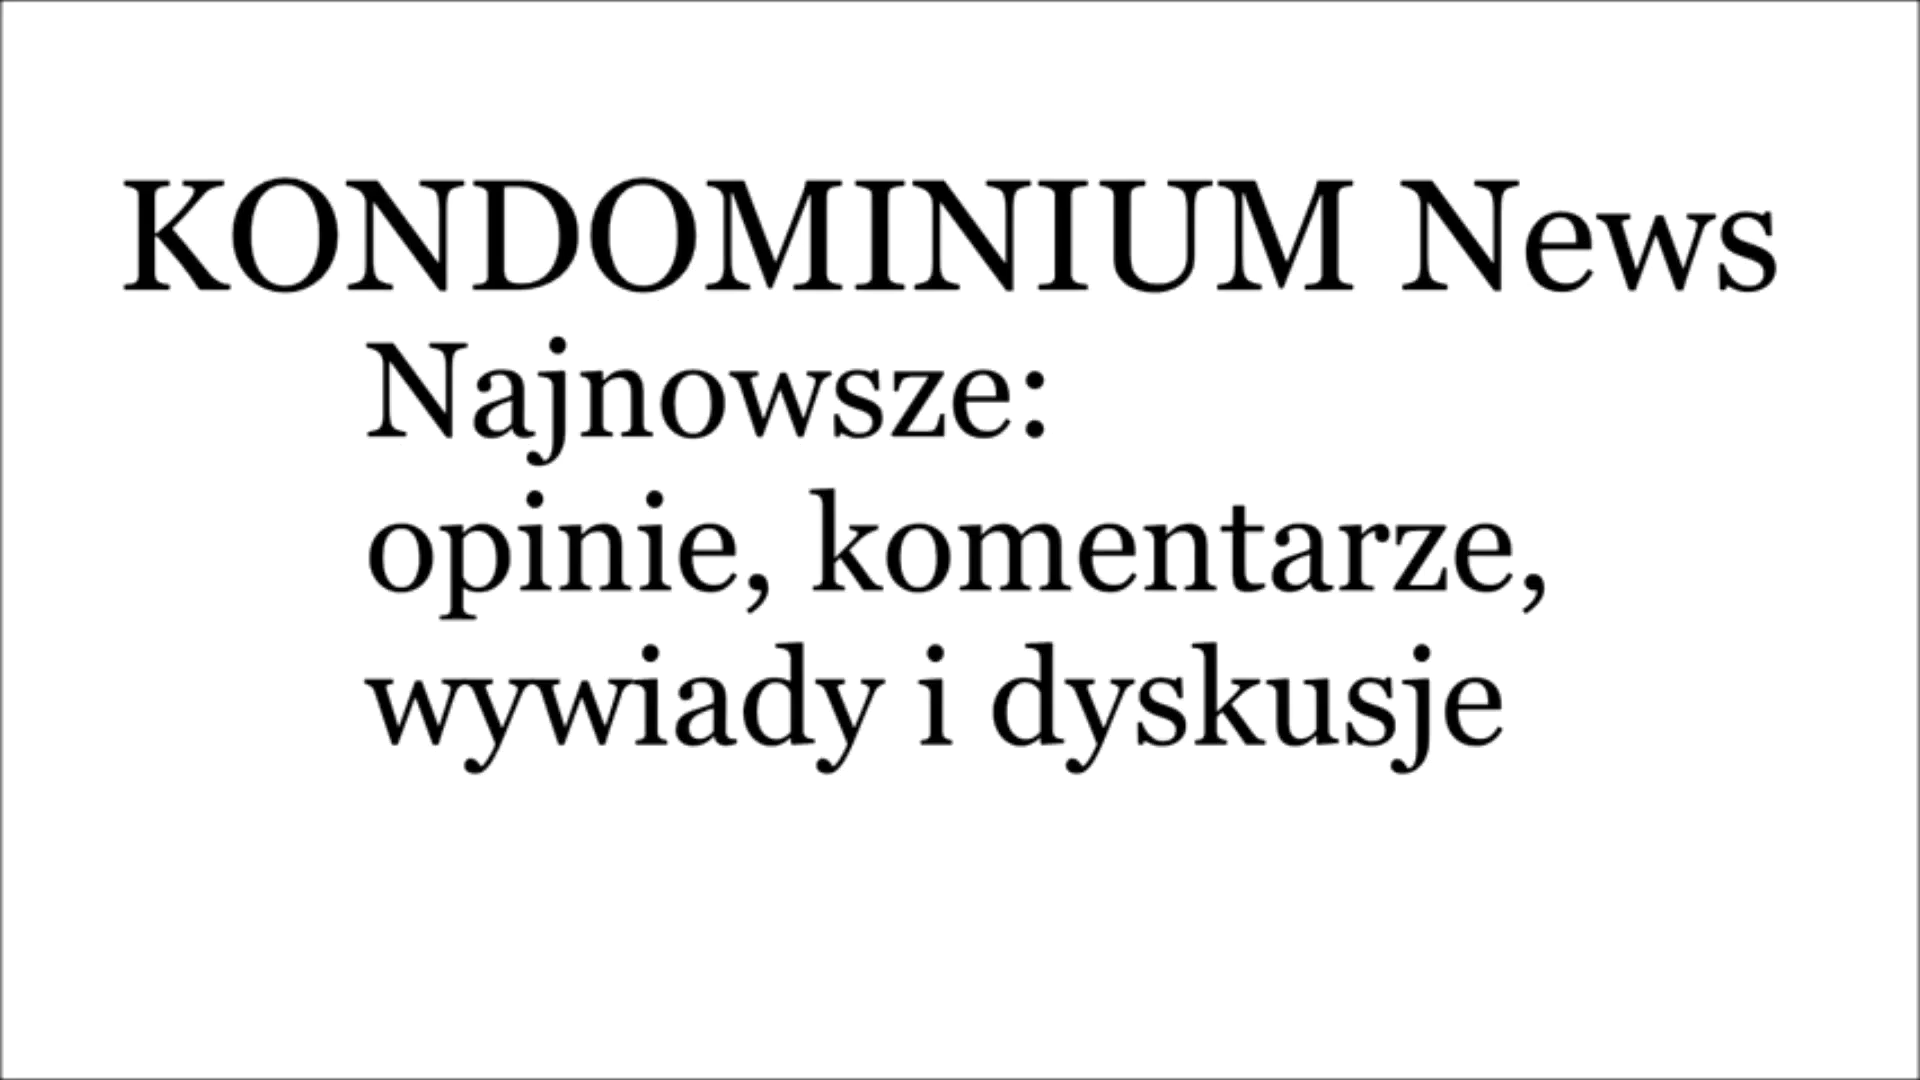 KONDOMINIUM News
Najnowsze:
opinie, komentarze,
wywiady i dyskusje